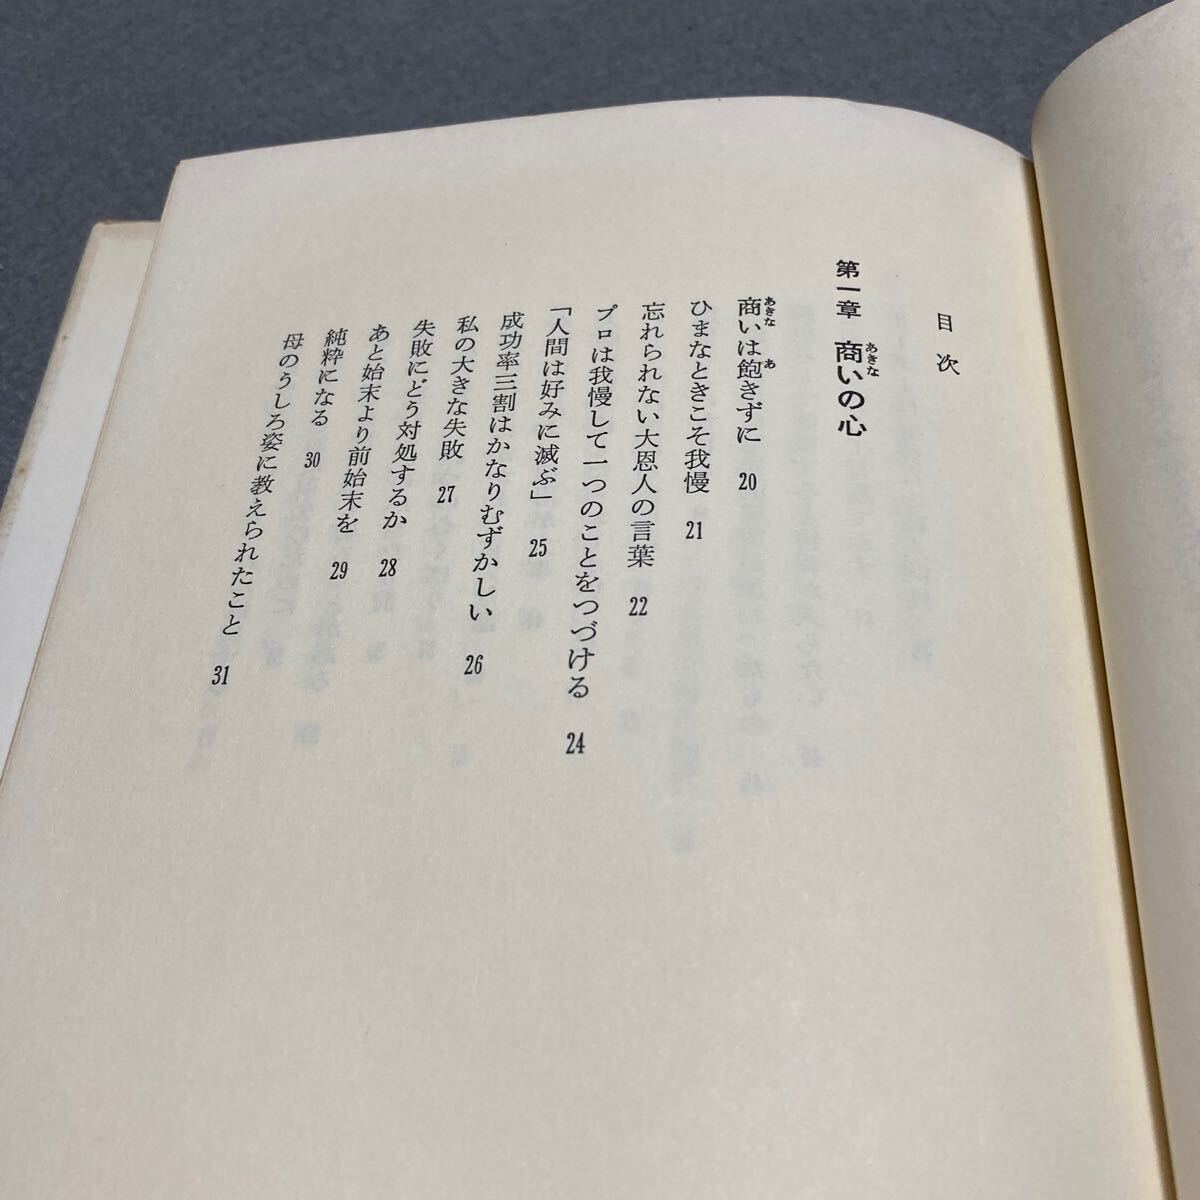 目次
第一章 商いの心
商いは飽きずに 20
ひまなときこそ我慢 21
忘れられない大恩人の言葉 22
プロは我慢して一つのことをつづける 24
「人間は好みに滅ぶ」 25
成功率三割はかなりむずかしい 26
私の大きな失敗 27
失敗にどう対処するか 28
あと始末より前始末を 29
純粋になる 30
母のうしろ姿に教えられたこと 31